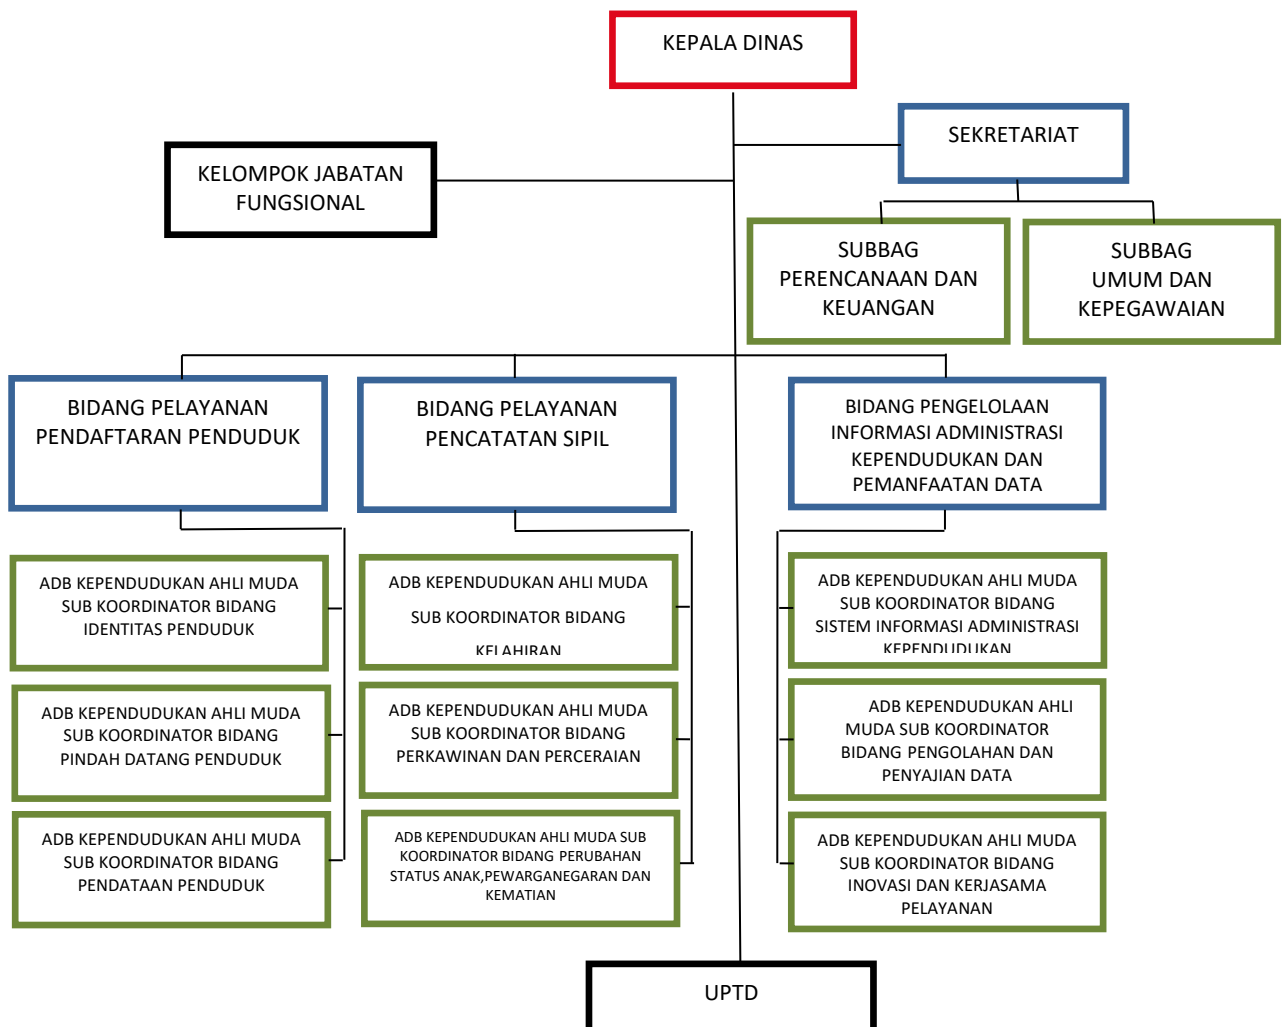 KEPALA DINAS
SEKRETARIAT
KELOMPOK JABATAN
FUNGSIONAL
SUBBAG
PERENCANAAN DAN
KEUANGAN
SUBBAG
UMUM DAN
KEPEGAWAIAN
BIDANG PELAYANAN
PENDAFTARAN PENDUDUK
BIDANG PELAYANAN
PENCATATAN SIPIL
BIDANG PENGELOLAAN
INFORMASI ADMINISTRASI
KEPENDUDUKAN DAN
PEMANFAATAN DATA
ADB KEPENDUDUKAN AHLI MUDA
SUB KOORDINATOR BIDANG
IDENTITAS PENDUDUK
ADB KEPENDUDUKAN AHLI MUDA
SUB KOORDINATOR BIDANG
KELAHIRAN
ADB KEPENDUDUKAN AHLI MUDA
SUB KOORDINATOR BIDANG
SISTEM INFORMASI ADMINISTRASI
KEPENDUDUKAN
ADB KEPENDUDUKAN AHLI MUDA
SUB KOORDINATOR BIDANG
PINDAH DATANG PENDUDUK
ADB KEPENDUDUKAN AHLI MUDA
SUB KOORDINATOR BIDANG
PERKAWINAN DAN PERCERAIAN
ADB KEPENDUDUKAN AHLI
MUDA SUB KOORDINATOR
BIDANG PENGOLAHAN DAN
PENYAJIAN DATA
ADB KEPENDUDUKAN AHLI MUDA
SUB KOORDINATOR BIDANG
PENDATAAN PENDUDUK
ADB KEPENDUDUKAN AHLI MUDA SUB
KOORDINATOR BIDANG PERUBAHAN
STATUS ANAK,PEWARGANEGARAN DAN
KEMATIAN
ADB KEPENDUDUKAN AHLI MUDA
SUB KOORDINATOR BIDANG
INOVASI DAN KERJASAMA
PELAYANAN
UPTD